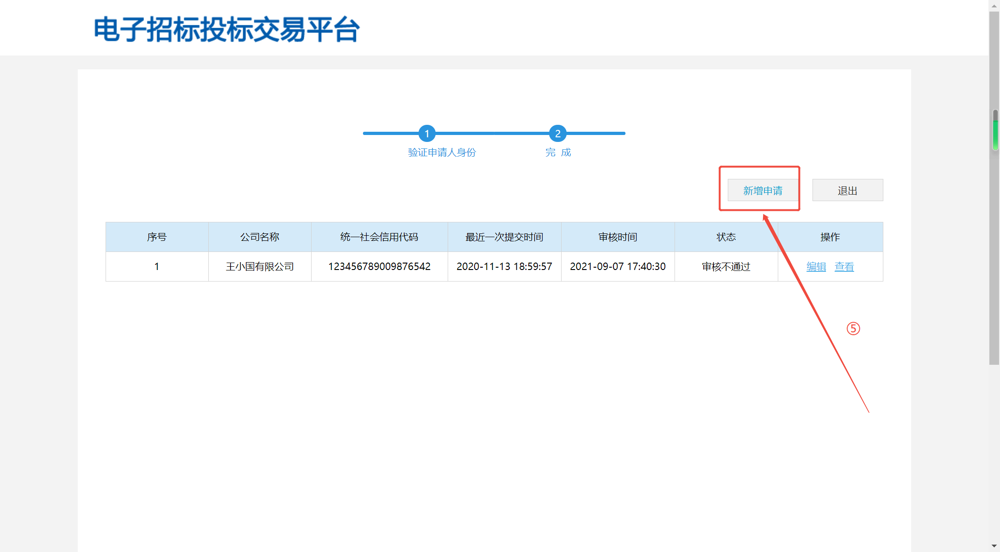 电子招标投标交易平台
1 2
验证申请人身份 完 成
新增申请 退出
序号 公司名称 统一社会信用代码 最近一次提交时间 审核时间 状态 操作
1 王小国有限公司 123456789009876542 2020-11-13 18:59:57 2021-09-07 17:40:30 审核不通过 编辑 查看
⑤